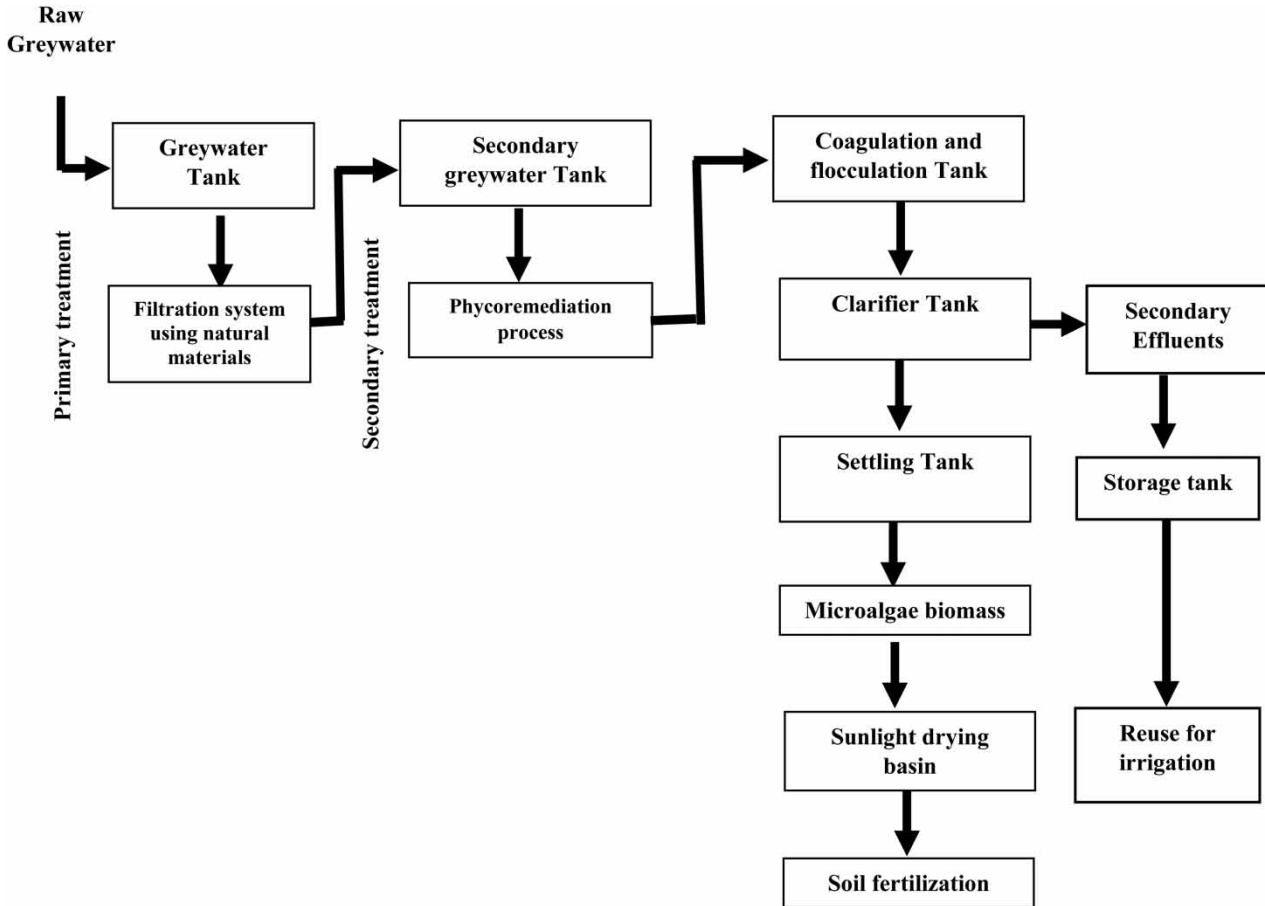 Raw
Greywater
Primary treatment
Greywater
Tank
Filtration system
using natural
materials
Secondary treatment
Secondary
greywater Tank
Phycoremediation
process
Coagulation and
flocculation Tank
Clarifier Tank
Settling Tank
Microalgae biomass
Sunlight drying
basin
Soil fertilization
Secondary
Effluents
Storage tank
Reuse for
irrigation